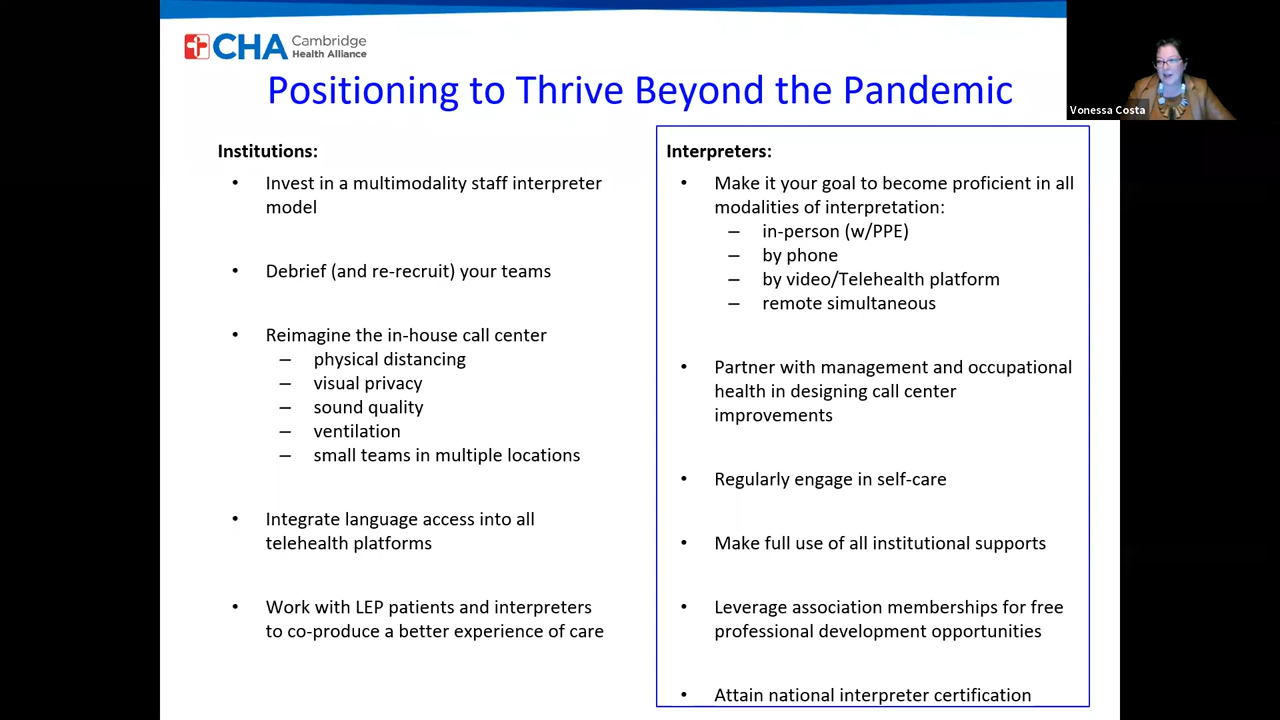 CHA Cambridge
Health Alliance
Positioning to Thrive Beyond the Pandemic
Vonessa Costa
Institutions:
• Invest in a multimodality staff interpreter
model
• Debrief (and re-recruit) your teams
• Reimagine the in-house call center
– physical distancing
– visual privacy
– sound quality
– ventilation
– small teams in multiple locations
• Integrate language access into all
telehealth platforms
• Work with LEP patients and interpreters
to co-produce a better experience of care
Interpreters:
• Make it your goal to become proficient in all
modalities of interpretation:
– in-person (w/PPE)
– by phone
– by video/Telehealth platform
– remote simultaneous
• Partner with management and occupational
health in designing call center
improvements
• Regularly engage in self-care
• Make full use of all institutional supports
• Leverage association memberships for free
professional development opportunities
• Attain national interpreter certification